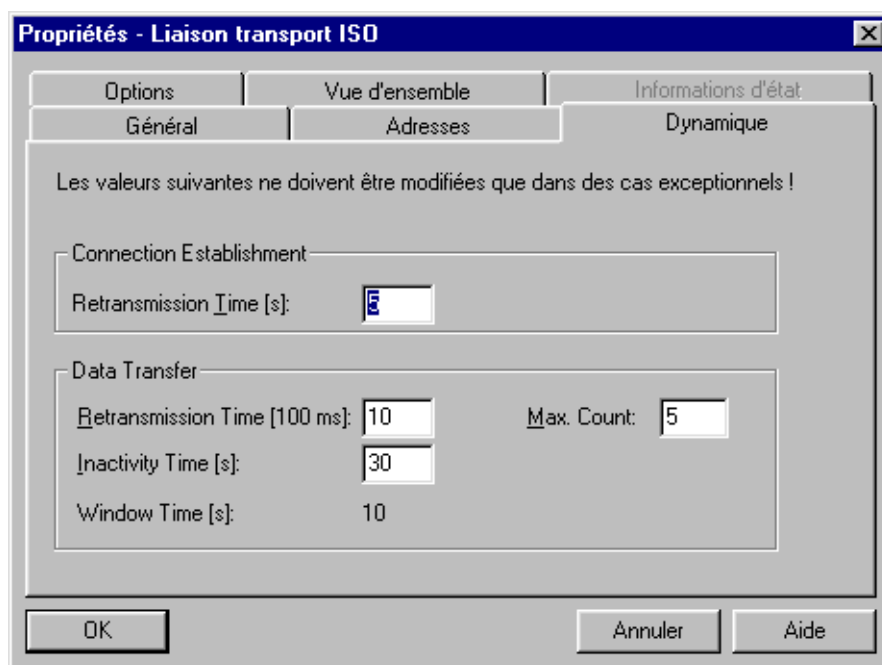 Propriétés - Liaison transport ISO
Options Vue d'ensemble Informations d'état
Général Adresses Dynamique
Les valeurs suivantes ne doivent être modifiées que dans des cas exceptionnels !
Connection Establishment
Retransmission Time [s]: 5
Data Transfer
Retransmission Time [100 ms]: 10 Max. Count: 5
Inactivity Time [s]: 30
Window Time [s]: 10
OK Annuler Aide